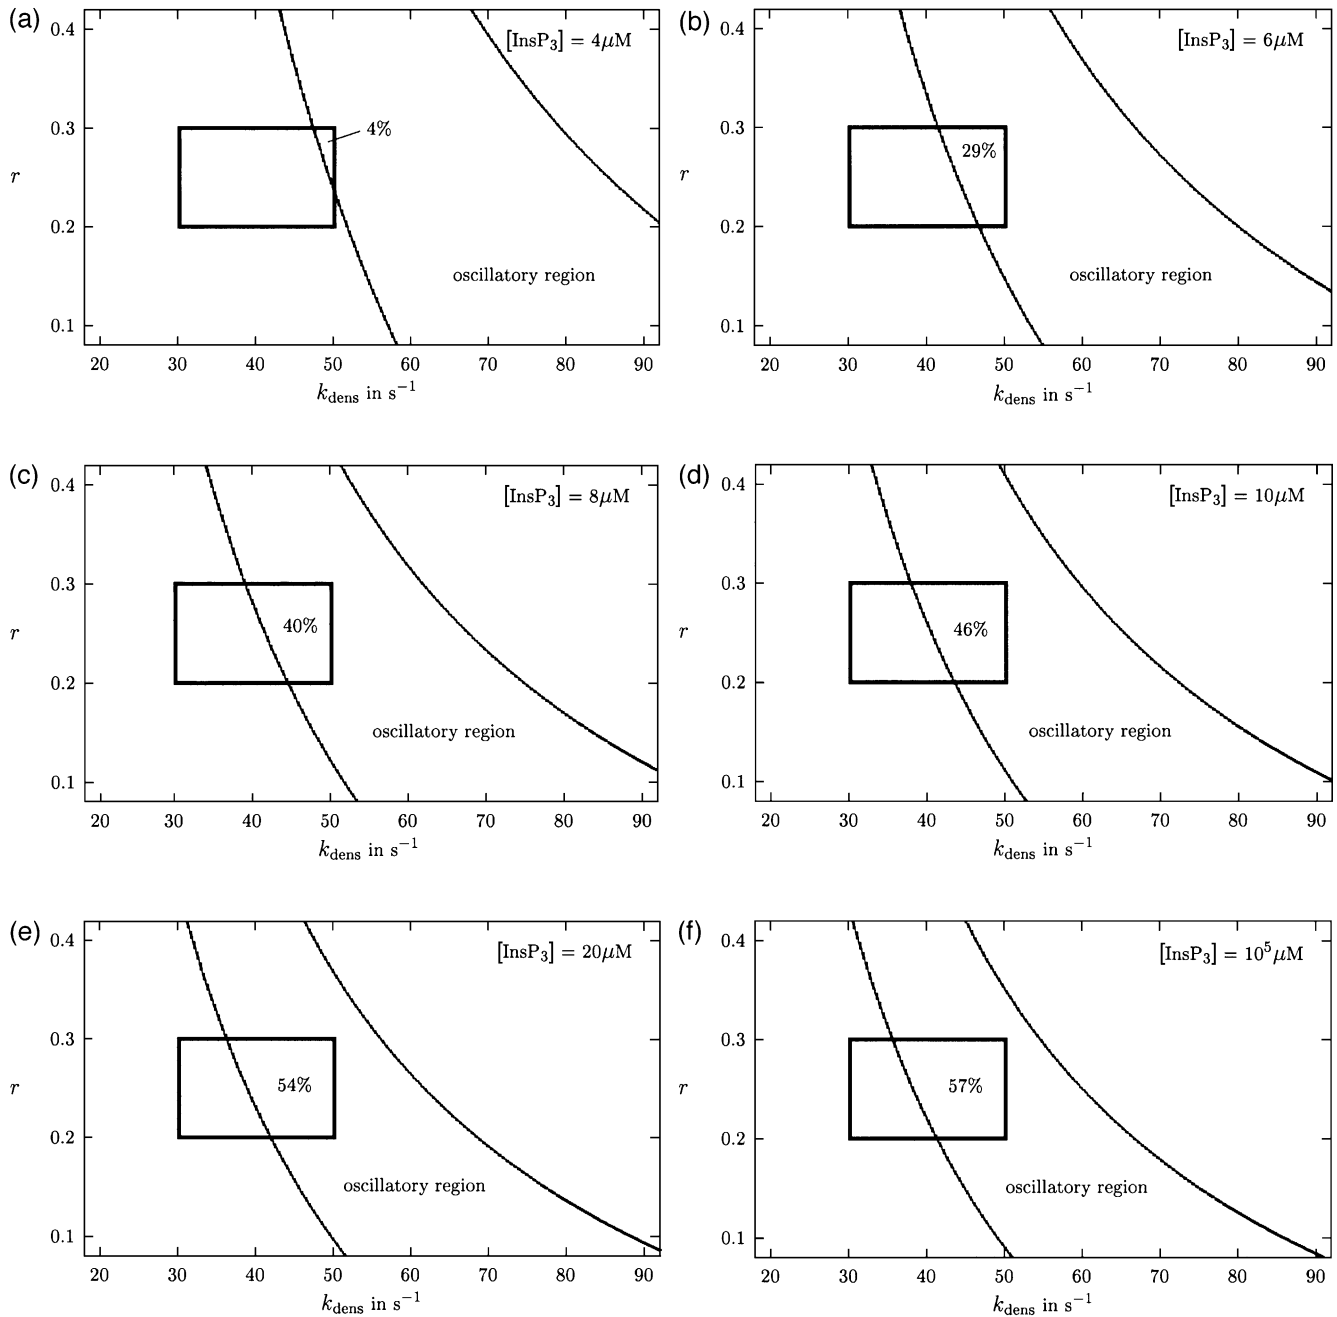 (a)
0.4
[InsP3] = 4μM
0.3
4%
r
0.2
oscillatory region
0.1
20 30 40 50 60 70 80 90
kdens in s−1
(b)
0.4
[InsP3] = 6μM
0.3
29%
r
0.2
oscillatory region
0.1
20 30 40 50 60 70 80 90
kdens in s−1
(c)
0.4
[InsP3] = 8μM
0.3
40%
r
0.2
oscillatory region
0.1
20 30 40 50 60 70 80 90
kdens in s−1
(d)
0.4
[InsP3] = 10μM
0.3
46%
r
0.2
oscillatory region
0.1
20 30 40 50 60 70 80 90
kdens in s−1
(e)
0.4
[InsP3] = 20μM
0.3
54%
r
0.2
oscillatory region
0.1
20 30 40 50 60 70 80 90
kdens in s−1
(f)
0.4
[InsP3] = 10^5μM
0.3
57%
r
0.2
oscillatory region
0.1
20 30 40 50 60 70 80 90
kdens in s−1